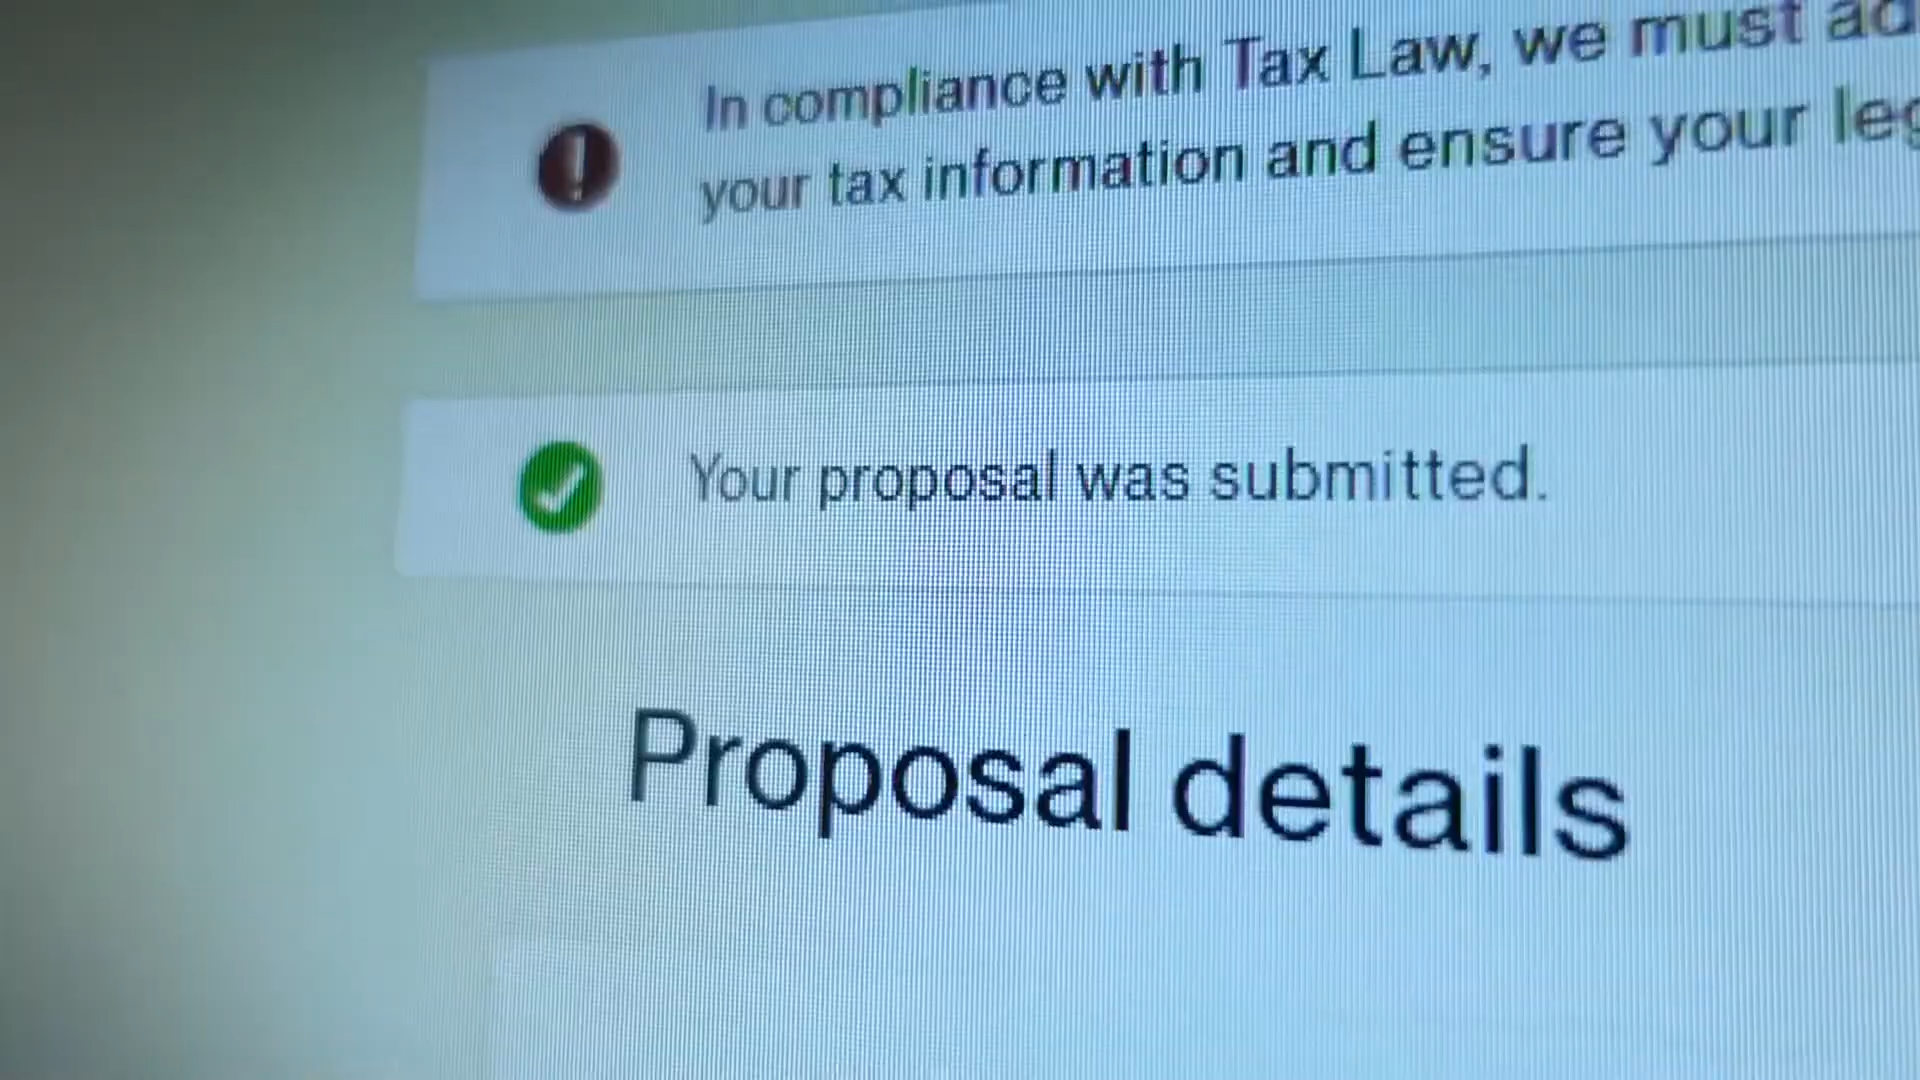 In compliance with Tax Law, we must
your tax information and ensure your
Your proposal was submitted.
Proposal details